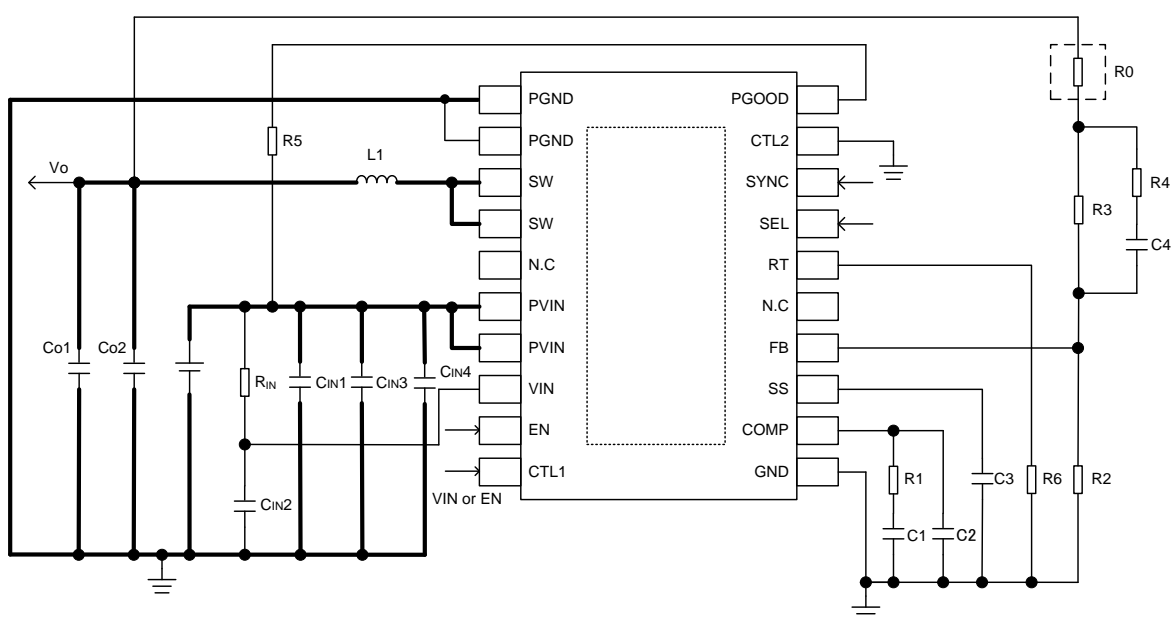 R0
PGND
PGOOD
R5
PGND
CTL2
Vo
L1
SW
SYNC
R4
R3
SW
SEL
C4
N.C
RT
PVIN
N.C
Co1
Co2
PVIN
FB
RIN
CIN1
CIN3
CIN4
VIN
SS
EN
COMP
CTL1
GND
R1
C3
R6
R2
VIN or EN
CIN2
C1
C2